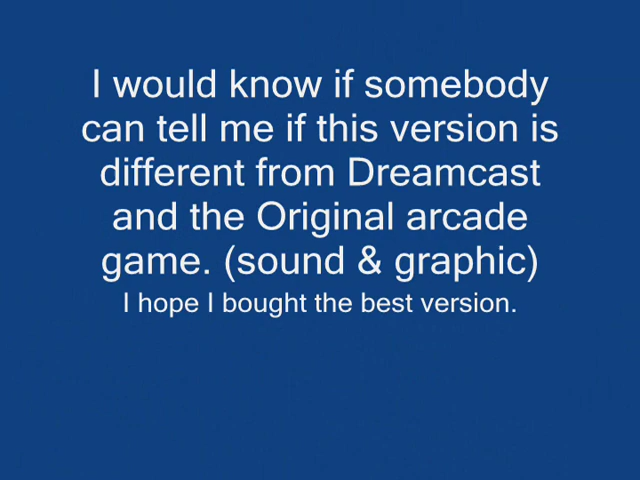 I would know if somebody
can tell me if this version is
different from Dreamcast
and the Original arcade
game. (sound & graphic)
I hope I bought the best version.